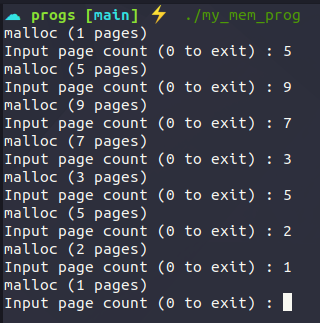 progs [main] ⚡ ./my_mem_prog
malloc (1 pages)
Input page count (0 to exit) : 5
malloc (5 pages)
Input page count (0 to exit) : 9
malloc (9 pages)
Input page count (0 to exit) : 7
malloc (7 pages)
Input page count (0 to exit) : 3
malloc (3 pages)
Input page count (0 to exit) : 5
malloc (5 pages)
Input page count (0 to exit) : 2
malloc (2 pages)
Input page count (0 to exit) : 1
malloc (1 pages)
Input page count (0 to exit) :